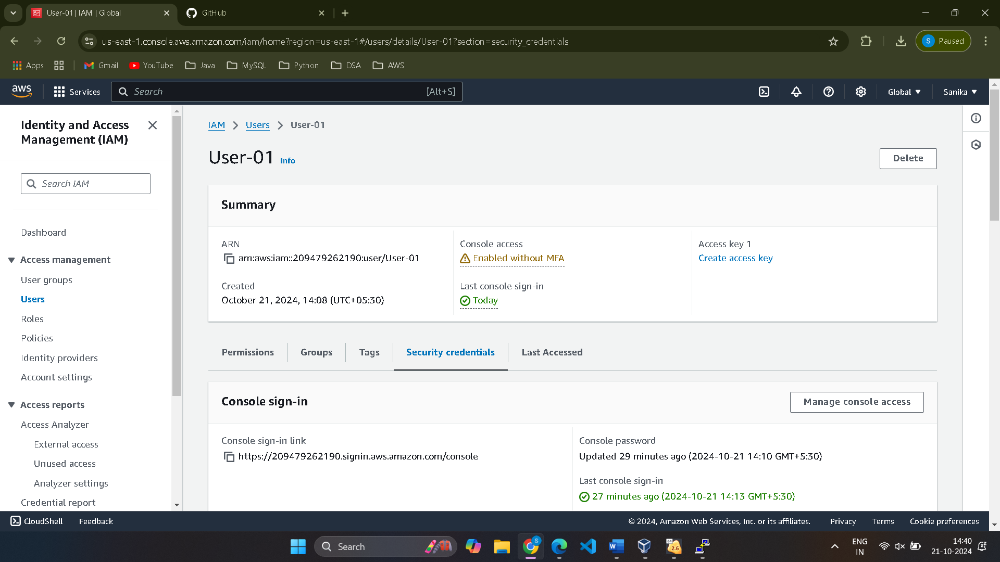 User-01 | IAM | Global
GitHub
us-east-1.console.aws.amazon.com/iam/home?region=us-east-1#/users/details/User-01?section=security_credentials
S Paused
Apps
Gmail
YouTube
Java
MySQL
Python
DSA
AWS
aws
Services
Search
[Alt+S]
Global
Sanika
Identity and Access
Management (IAM)
Search IAM
Dashboard
Access management
User groups
Users
Roles
Policies
Identity providers
Account settings
Access reports
Access Analyzer
External access
Unused access
Analyzer settings
Credential report
IAM
Users
User-01
User-01 Info
Delete
Summary
ARN
arn:aws:iam::209479262190:user/User-01
Created
October 21, 2024, 14:08 (UTC+05:30)
Console access
Enabled without MFA
Last console sign-in
Today
Access key 1
Create access key
Permissions
Groups
Tags
Security credentials
Last Accessed
Console sign-in
Manage console access
Console sign-in link
https://209479262190.signin.aws.amazon.com/console
Console password
Updated 29 minutes ago (2024-10-21 14:10 GMT+5:30)
Last console sign-in
27 minutes ago (2024-10-21 14:13 GMT+5:30)
CloudShell
Feedback
© 2024, Amazon Web Services, Inc. or its affiliates.
Privacy
Terms
Cookie preferences
Search
S
W
64
2.6
ENG
IN
14:40
21-10-2024